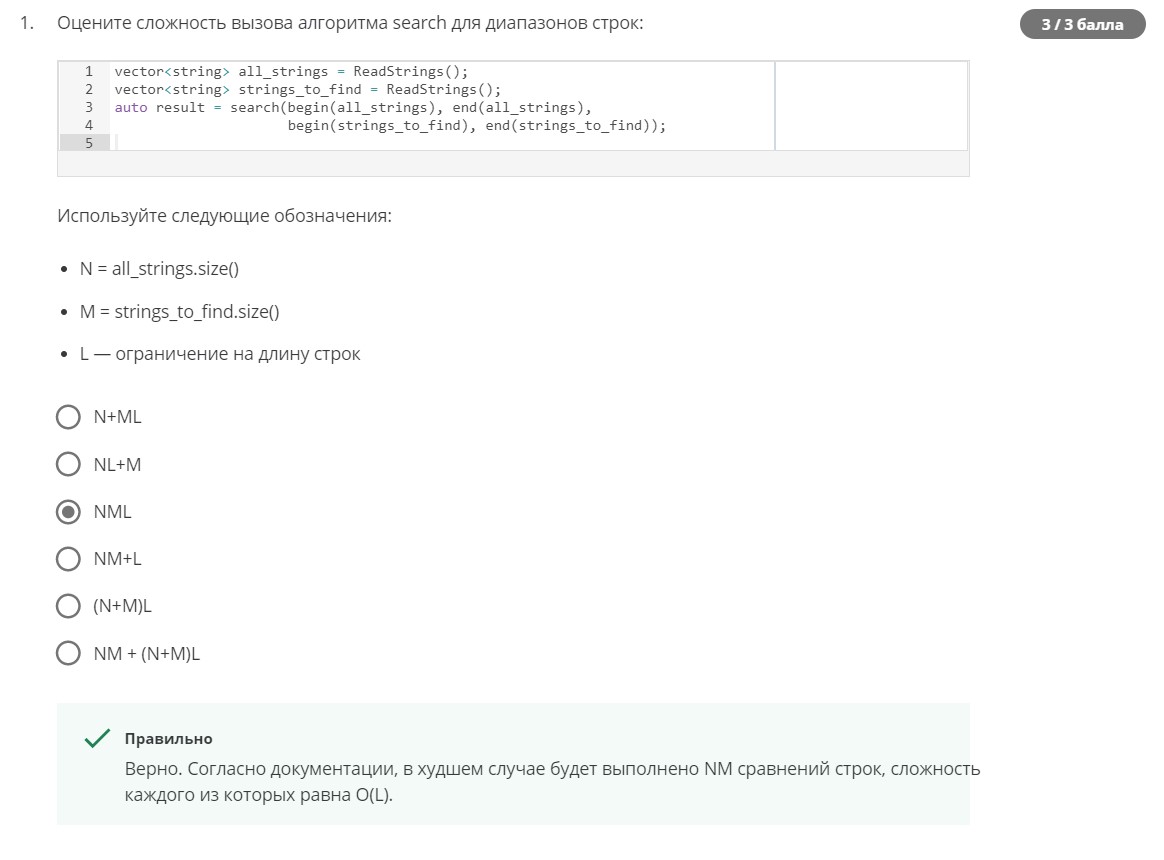 1. Оцените сложность вызова алгоритма search для диапазонов строк:
3 / 3 балла
1 vector<string> all_strings = ReadStrings();
2 vector<string> strings_to_find = ReadStrings();
3 auto result = search(begin(all_strings), end(all_strings),
4 begin(strings_to_find), end(strings_to_find));
5
Используйте следующие обозначения:
• N = all_strings.size()
• M = strings_to_find.size()
• L — ограничение на длину строк
N+ML
NL+M
NML
NM+L
(N+M)L
NM + (N+M)L
Правильно
Верно. Согласно документации, в худшем случае будет выполнено NM сравнений строк, сложность
каждого из которых равна O(L).